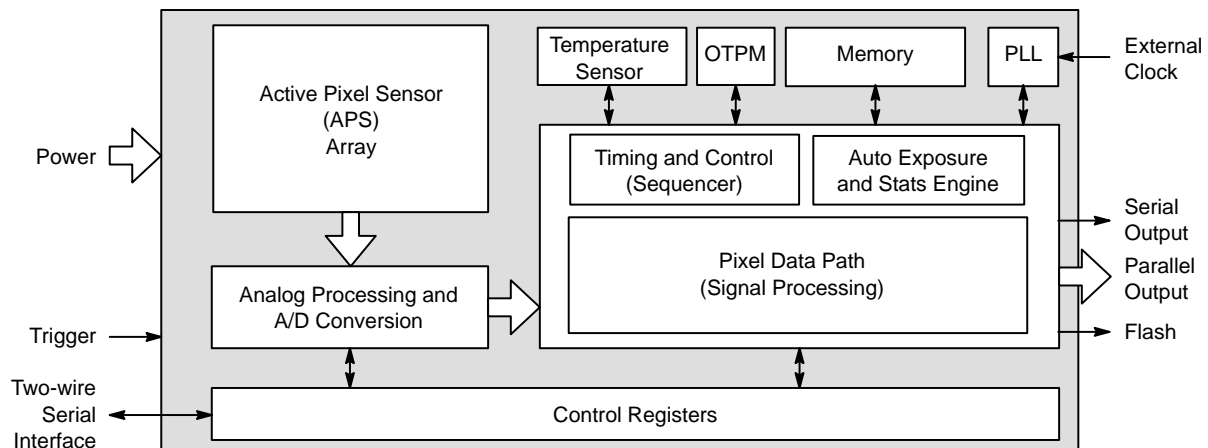 Temperature
Sensor
OTPM
Memory
PLL
External
Clock
Active Pixel Sensor
(APS)
Array
Power
Timing and Control
(Sequencer)
Auto Exposure
and Stats Engine
Serial
Output
Pixel Data Path
(Signal Processing)
Parallel
Output
Analog Processing and
A/D Conversion
Trigger
Flash
Two-wire
Serial
Interface
Control Registers